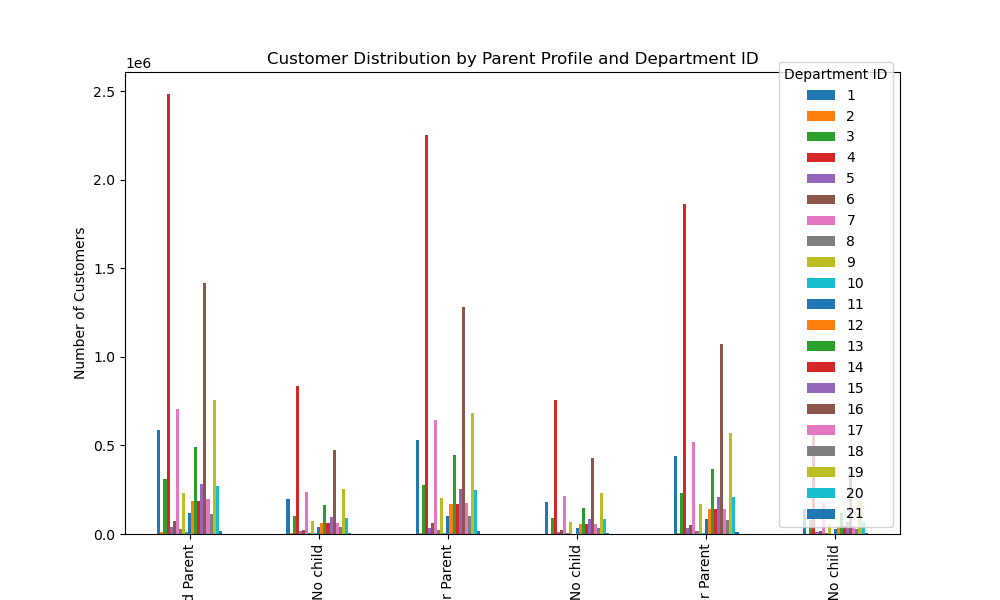 Customer Distribution by Parent Profile and Department ID
1e6
2.5
2.0
1.5
1.0
0.5
0.0
Number of Customers
Department ID
1
2
3
4
5
6
7
8
9
10
11
12
13
14
15
16
17
18
19
20
21
Parent
No child
Parent
No child
Parent
No child